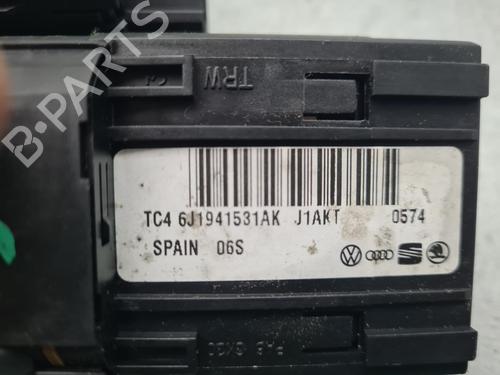 TRW
TC4 6J1941531AK J1AKT 0574
SPAIN 06S
B-PARTS